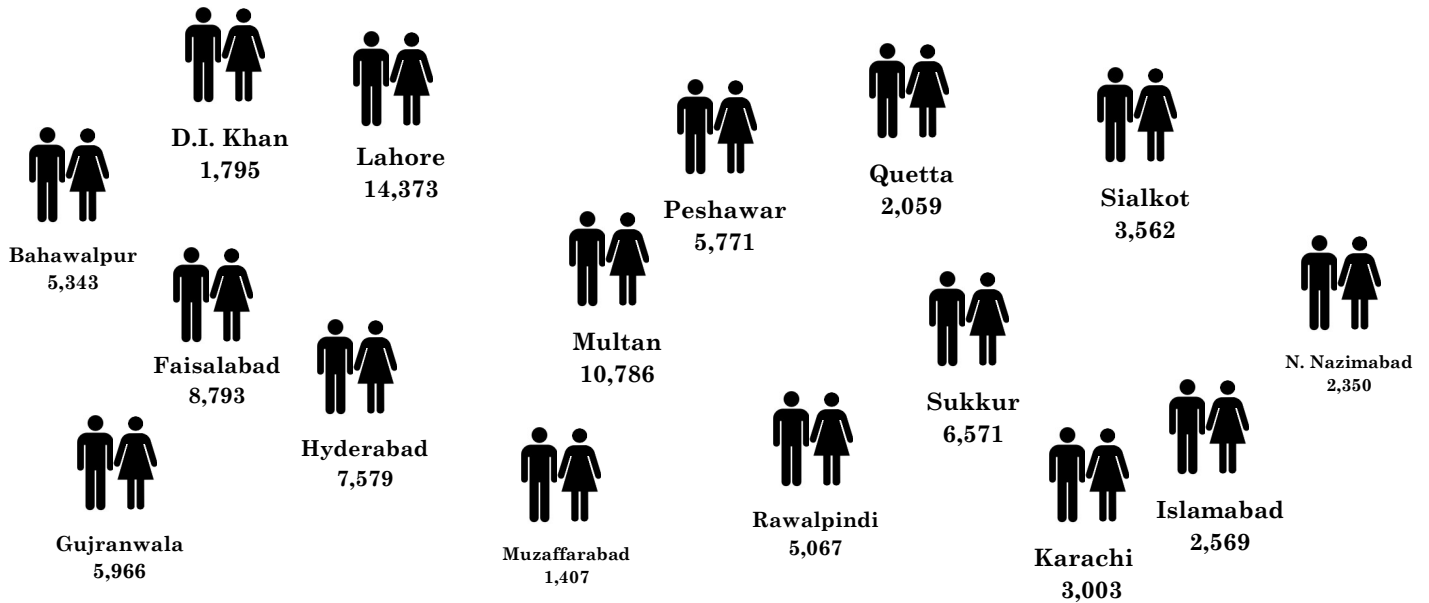 D.I. Khan
1,795
Lahore
14,373
Peshawar
5,771
Quetta
2,059
Sialkot
3,562
Bahawalpur
5,343
Faisalabad
8,793
Hyderabad
7,579
Multan
10,786
Sukkur
6,571
N. Nazimabad
2,350
Gujranwala
5,966
Muzaffarabad
1,407
Rawalpindi
5,067
Karachi
3,003
Islamabad
2,569